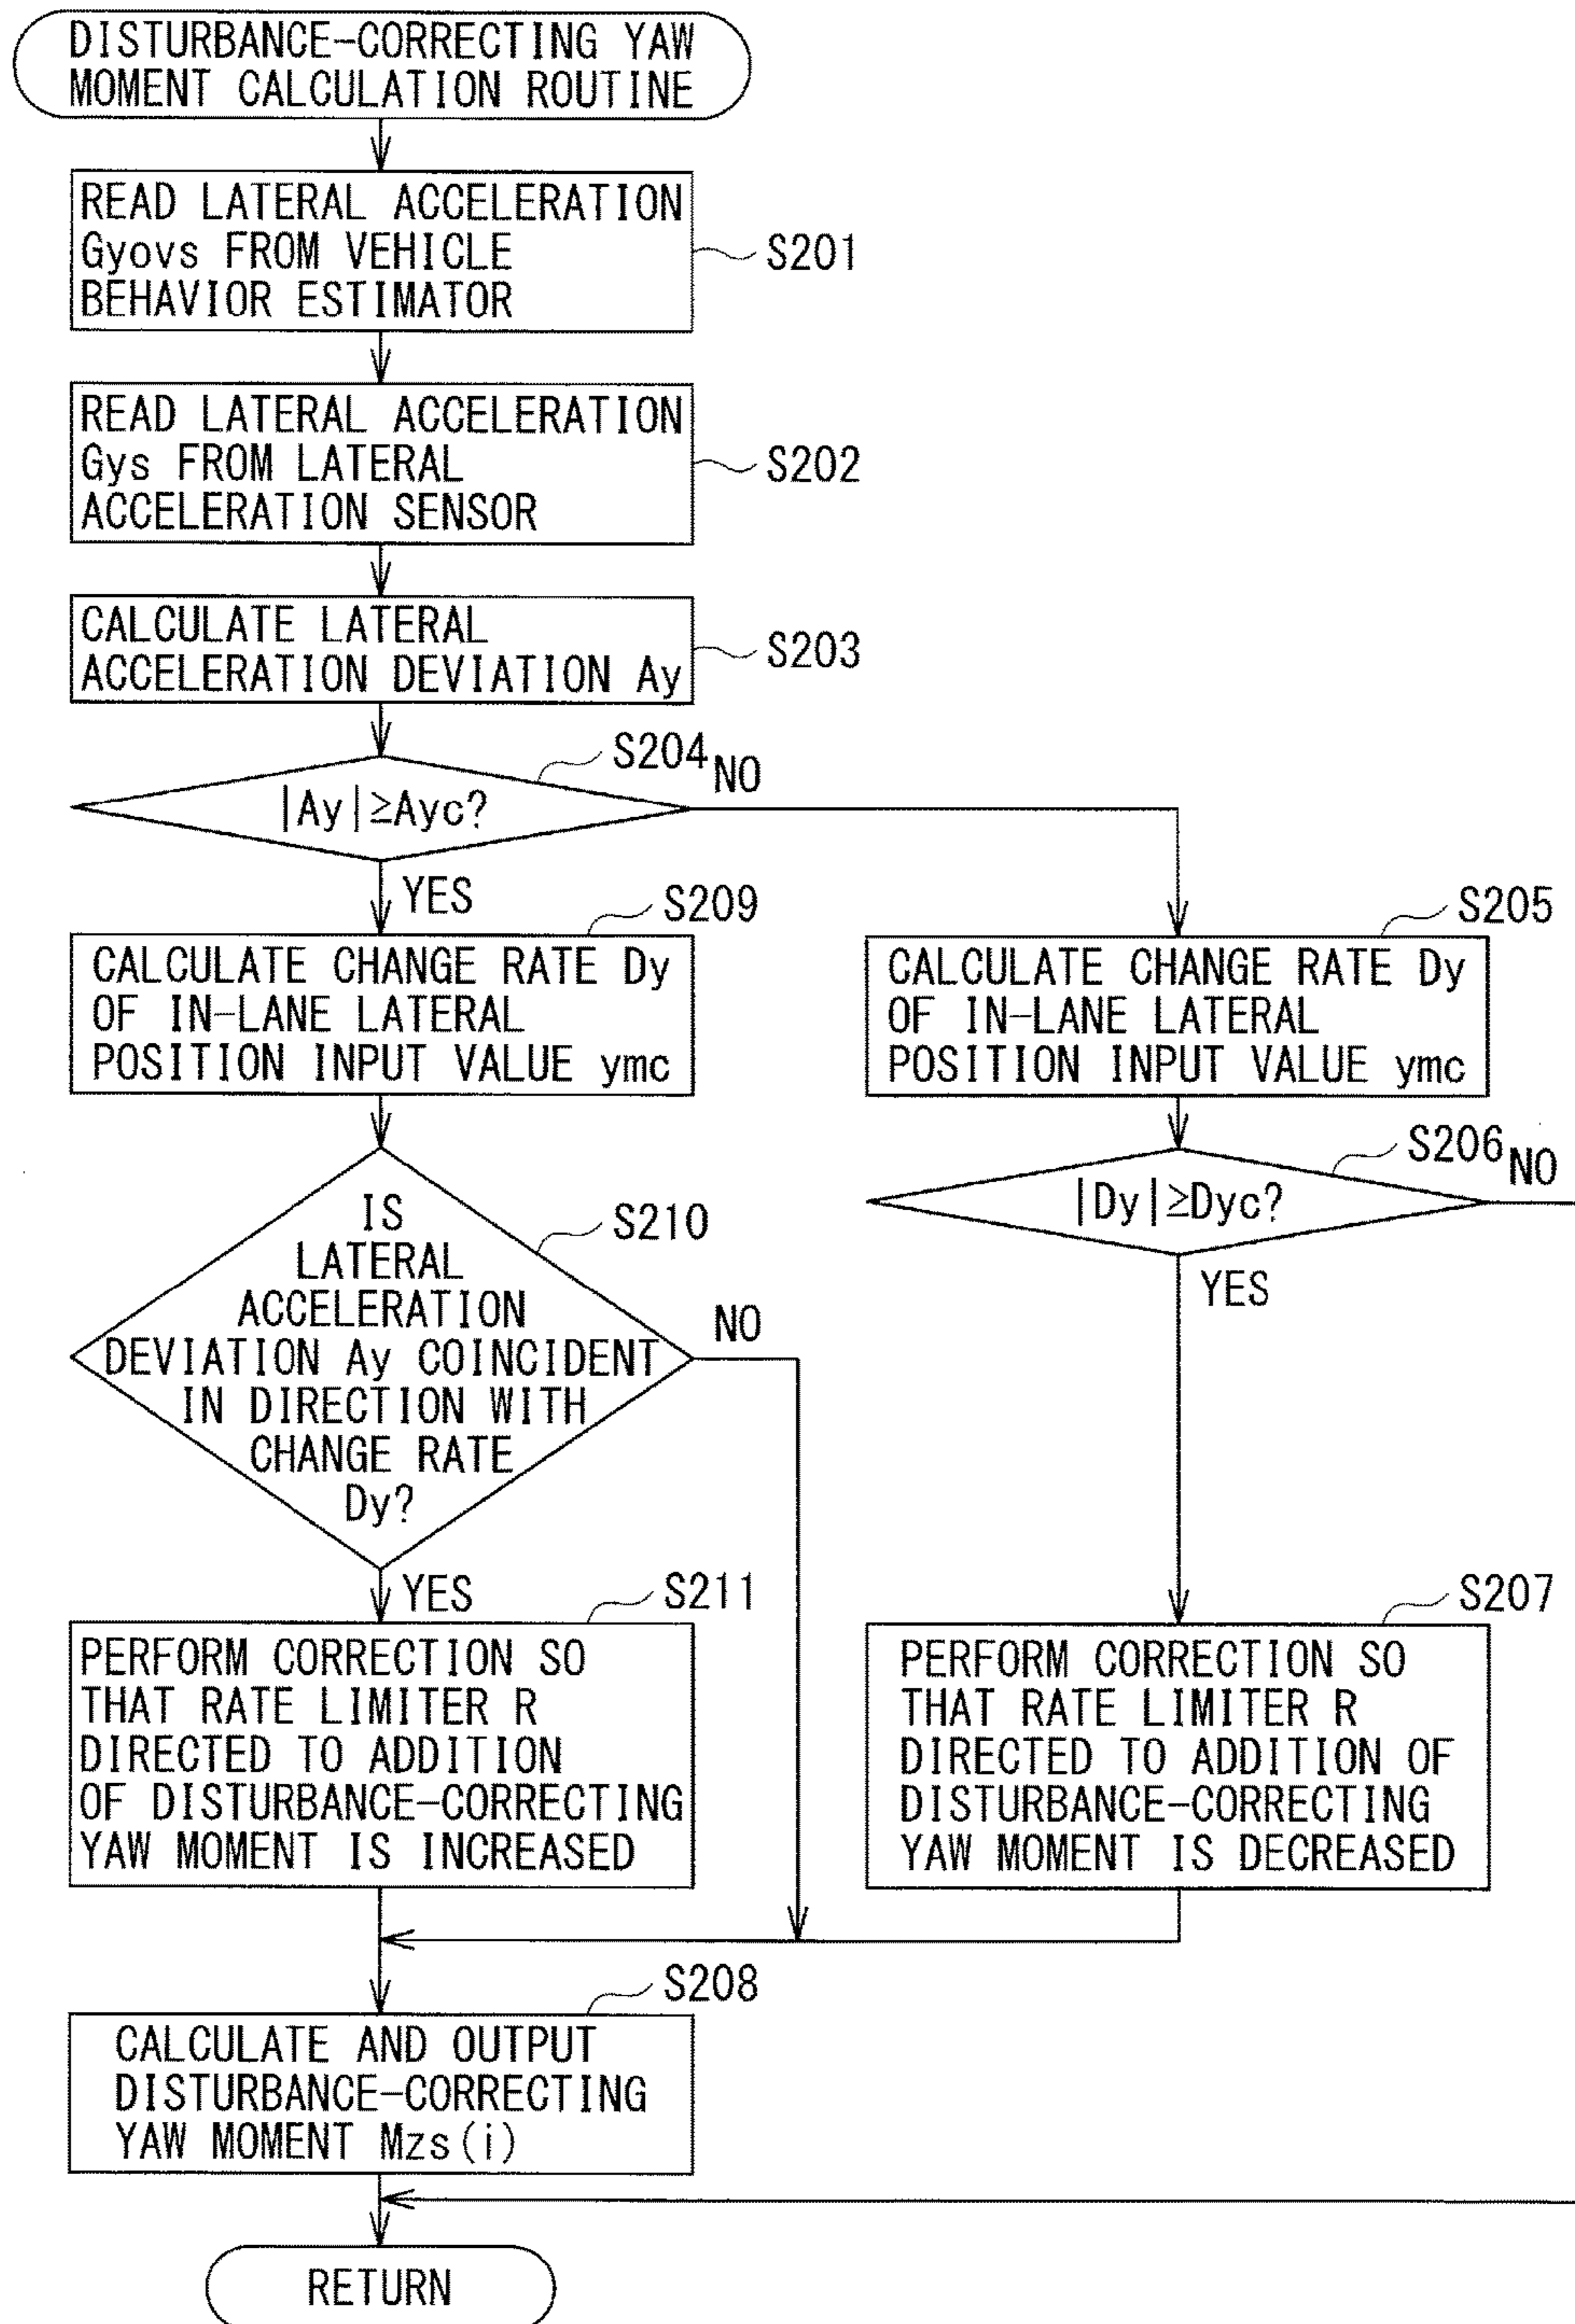 DISTURBANCE-CORRECTING YAW
MOMENT CALCULATION ROUTINE
READ LATERAL ACCELERATION
Gyovs FROM VEHICLE
BEHAVIOR ESTIMATOR
S201
READ LATERAL ACCELERATION
Gys FROM LATERAL
ACCELERATION SENSOR
S202
CALCULATE LATERAL
ACCELERATION DEVIATION Ay
S203
S204
NO
|Ay|≥Ayc?
YES
S209
CALCULATE CHANGE RATE Dy
OF IN-LANE LATERAL
POSITION INPUT VALUE ymc
S205
CALCULATE CHANGE RATE Dy
OF IN-LANE LATERAL
POSITION INPUT VALUE ymc
S206
NO
|Dy|≥Dyc?
YES
S210
IS
LATERAL
ACCELERATION
DEVIATION Ay COINCIDENT
IN DIRECTION WITH
CHANGE RATE
Dy?
NO
YES
S211
PERFORM CORRECTION SO
THAT RATE LIMITER R
DIRECTED TO ADDITION
OF DISTURBANCE-CORRECTING
YAW MOMENT IS INCREASED
S207
PERFORM CORRECTION SO
THAT RATE LIMITER R
DIRECTED TO ADDITION OF
DISTURBANCE-CORRECTING
YAW MOMENT IS DECREASED
S208
CALCULATE AND OUTPUT
DISTURBANCE-CORRECTING
YAW MOMENT Mzs(i)
RETURN